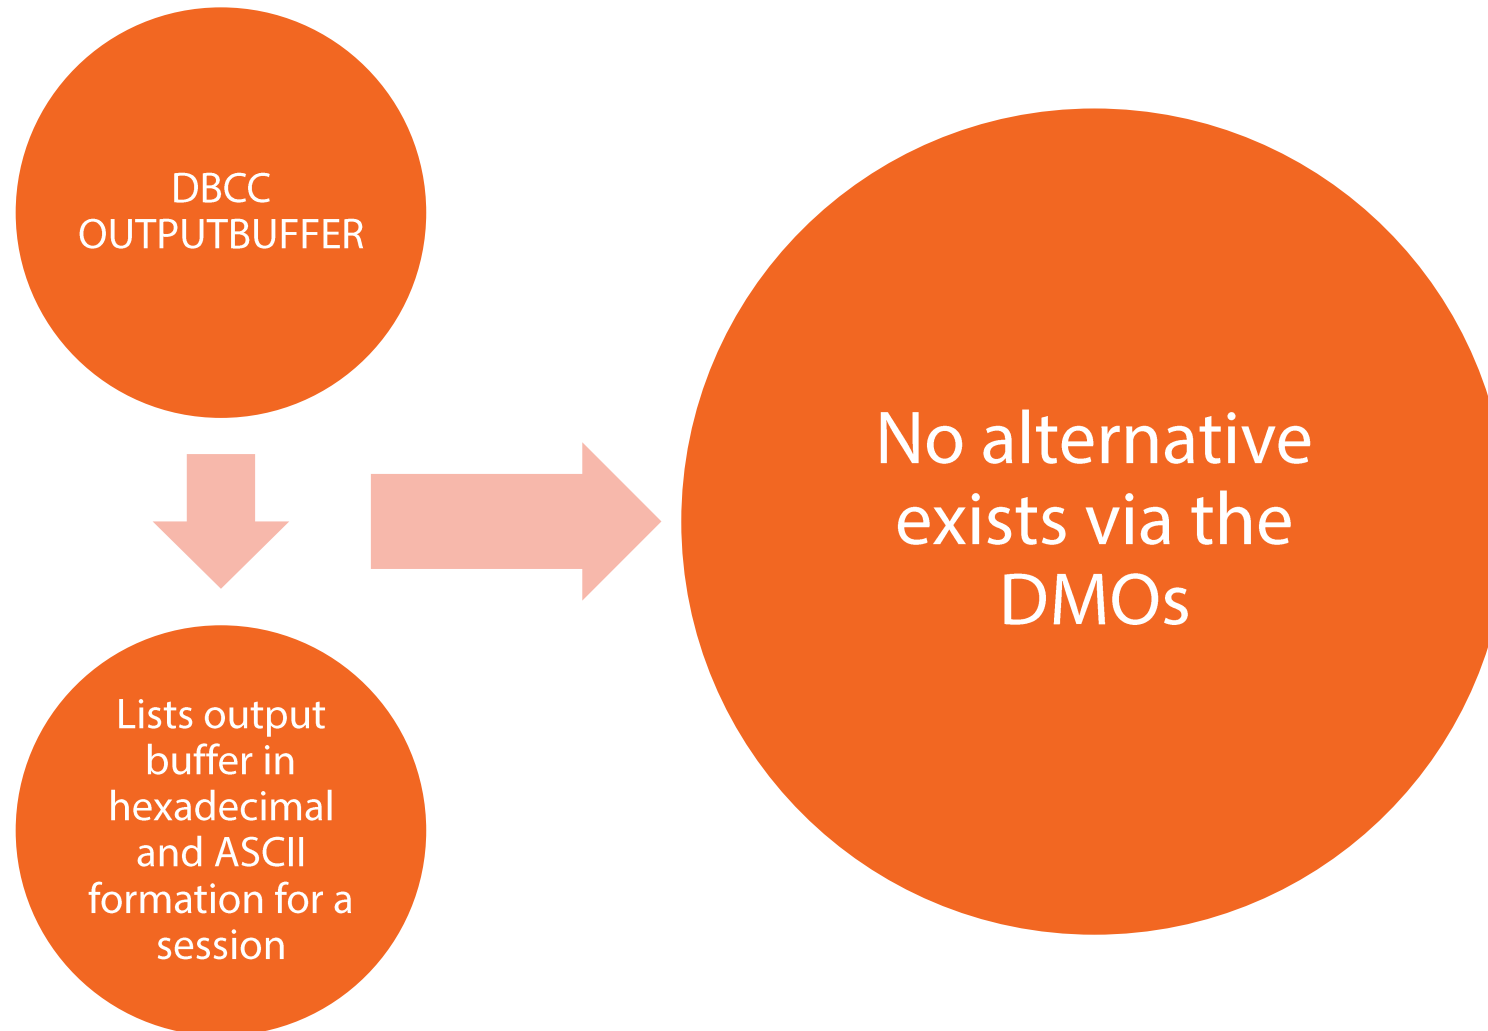 DBCC
OUTPUTBUFFER
Lists output
buffer in
hexadecimal
and ASCII
formation for a
session
No alternative
exists via the
DMOs